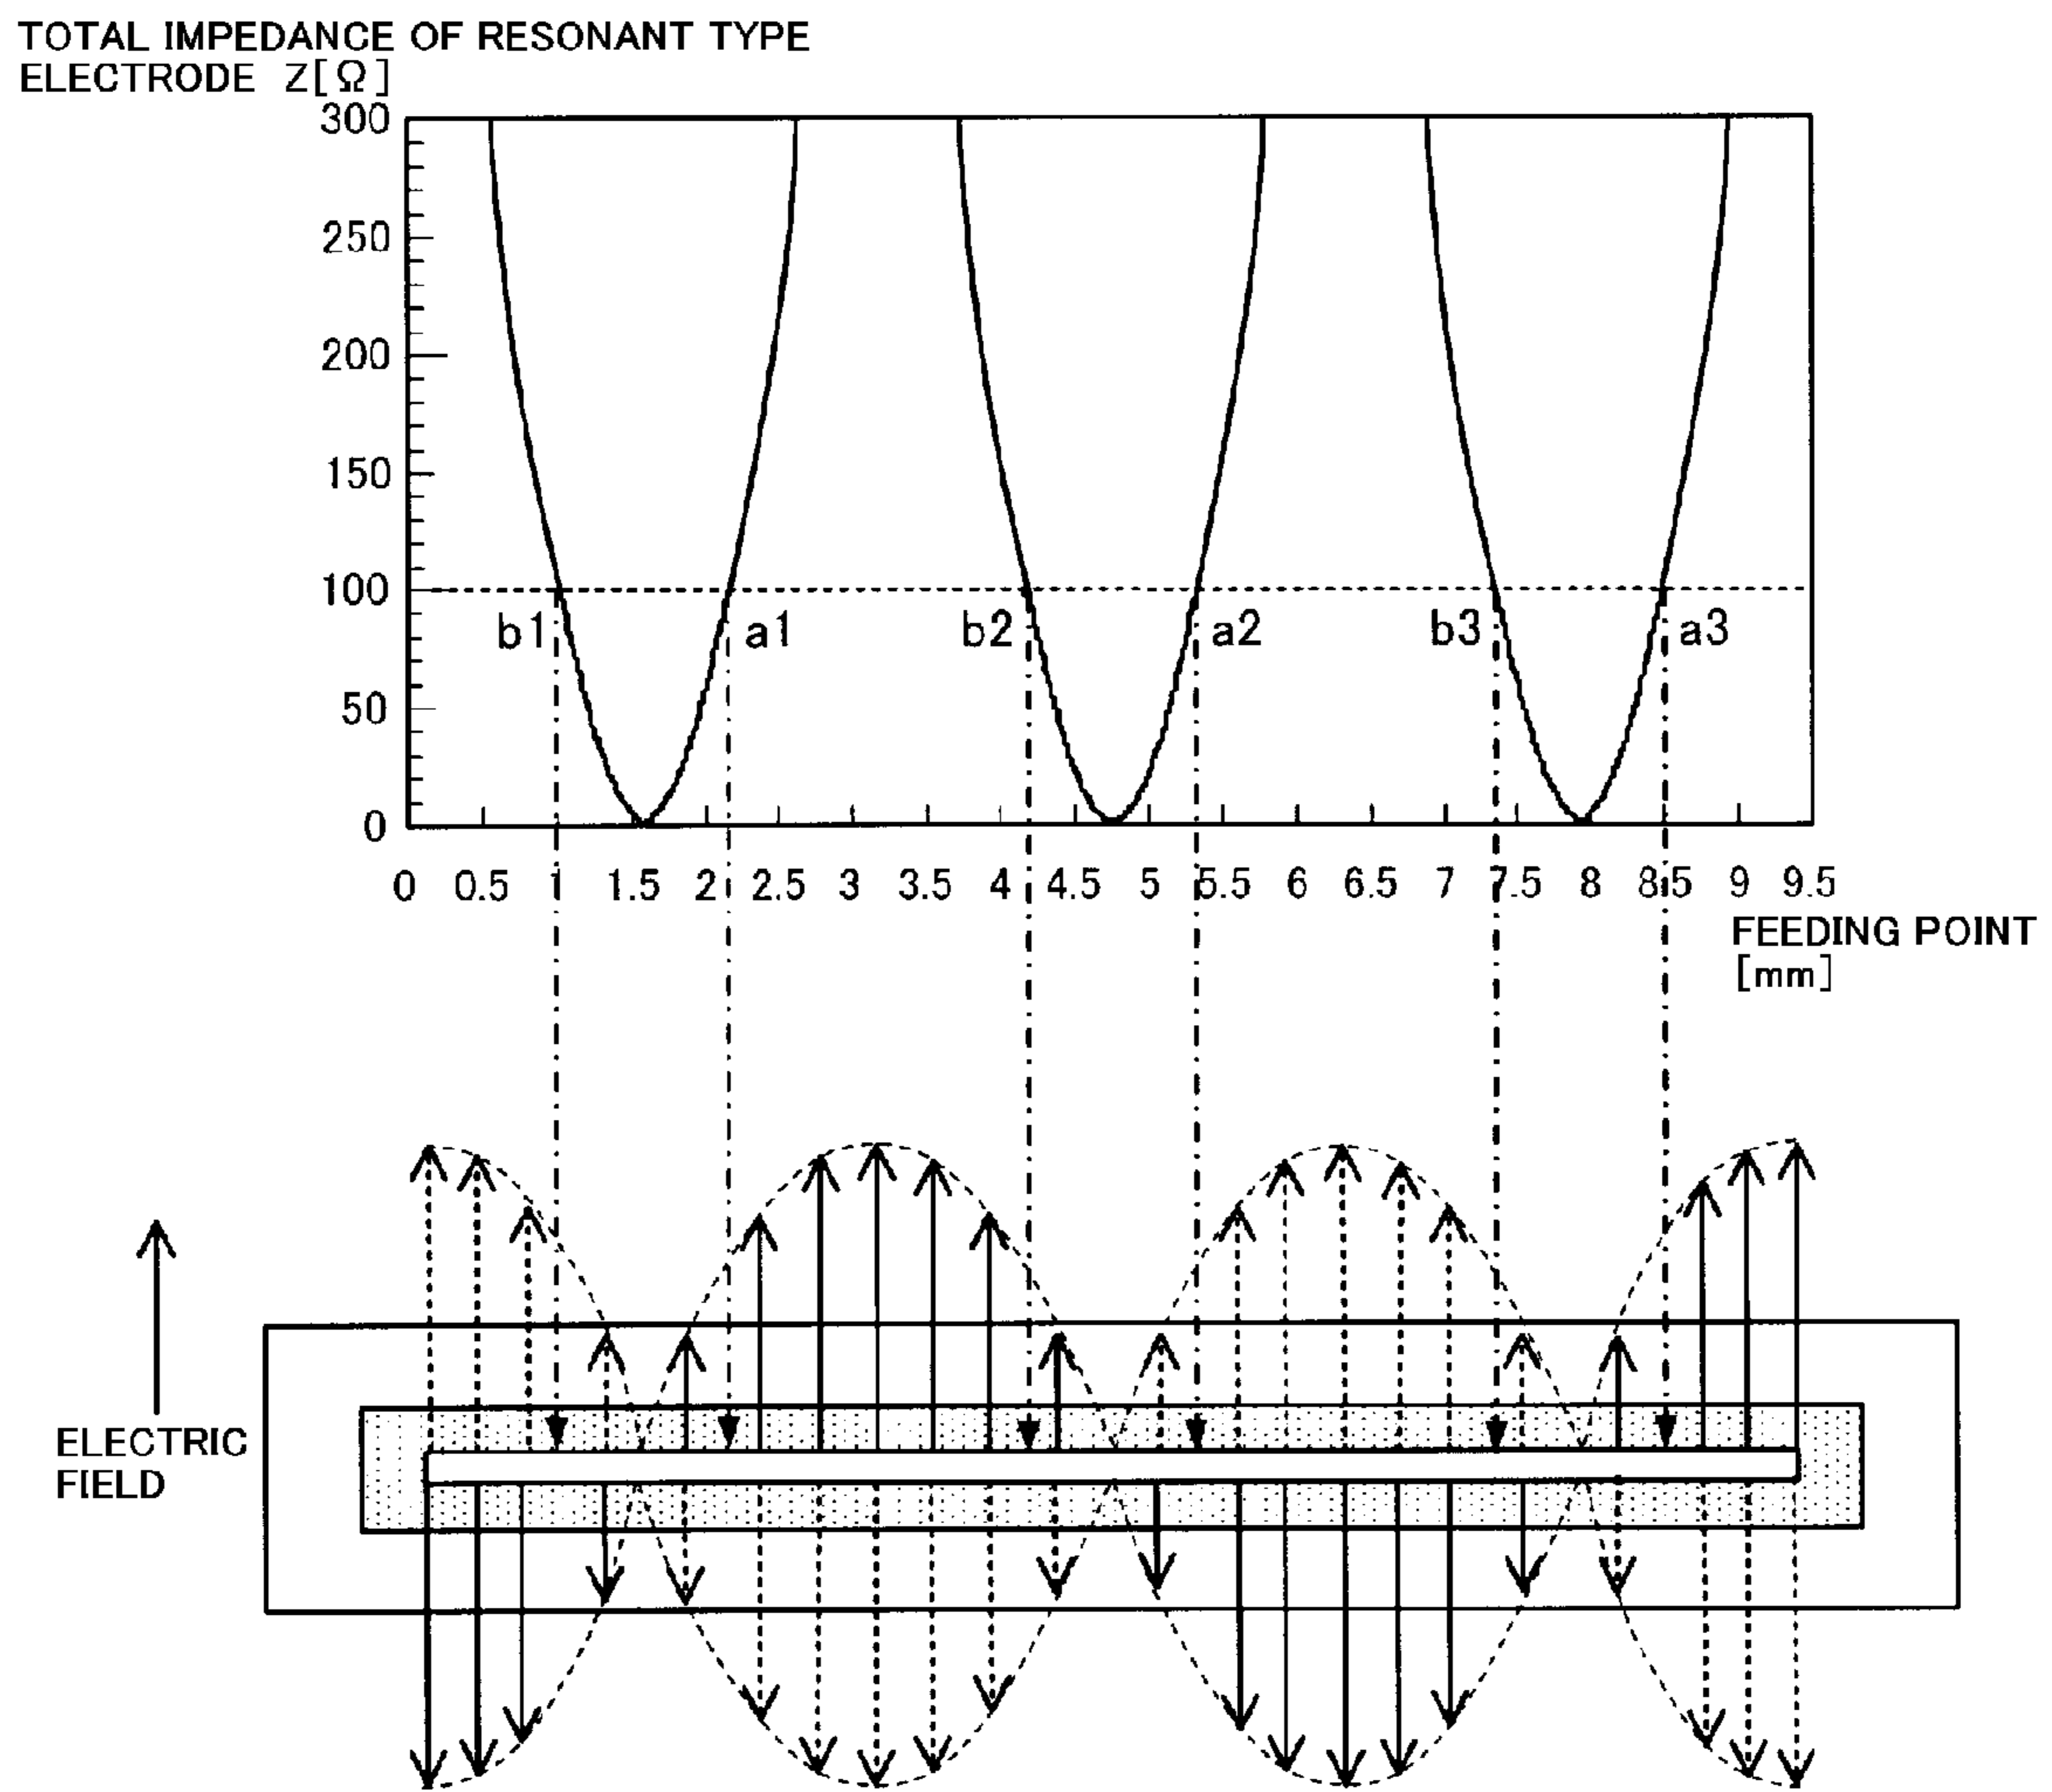 TOTAL IMPEDANCE OF RESONANT TYPE
ELECTRODE Z[Ω]
300
250
200
150
100
b1 a1 b2 a2 b3 a3
50
0
0 0.5 1 1.5 2 2.5 3 3.5 4 4.5 5 5.5 6 6.5 7 7.5 8 8.5 9 9.5
FEEDING POINT
[mm]
ELECTRIC
FIELD